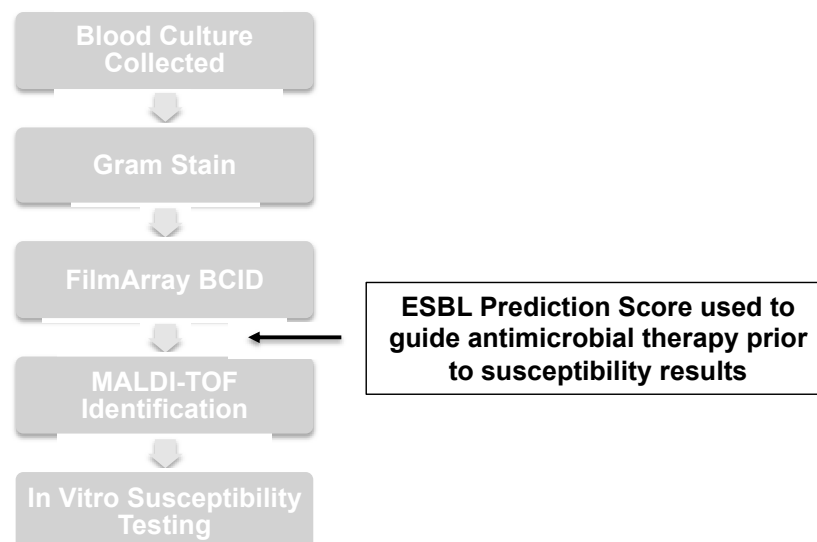 Blood Culture
Collected
Gram Stain
FilmArray BCID
ESBL Prediction Score used to
guide antimicrobial therapy prior
to susceptibility results
MALDI-TOF
Identification
In Vitro Susceptibility
Testing